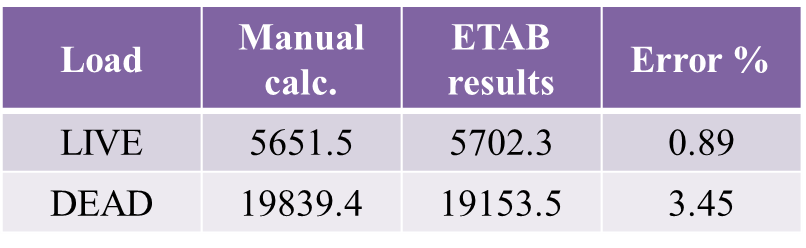 Load Manual calc. ETAB results Error %
LIVE 5651.5 5702.3 0.89
DEAD 19839.4 19153.5 3.45